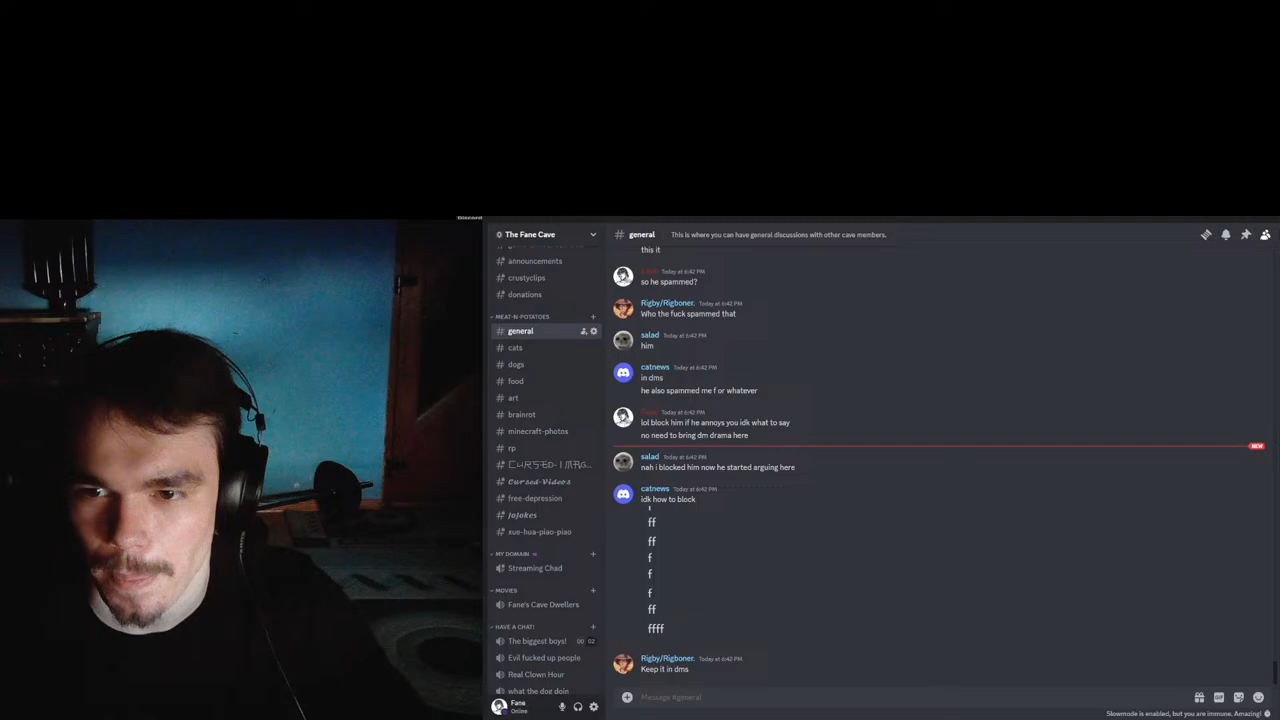 The Fane Cave
announcements
crustyclips
donations
MEAT-N-POTATOES
general
cats
dogs
food
art
brainrot
minecraft-photos
rp
Cursed-Videos
free-depression
JoJokes
xue-hua-piao-piao
MY DOMAIN
Streaming Chad
MOVIES
Fane's Cave Dwellers
HAVE A CHAT!
The biggest boys! 00 02
Evil fucked up people
Real Clown Hour
what the dog doin
Fane
Online
general This is where you can have general discussions with other cave members.
this it
Today at 6:42 PM
so he spammed?
Rigby/Rigboner. Today at 6:42 PM
Who the fuck spammed that
salad Today at 6:42 PM
him
catnews Today at 6:42 PM
in dms
he also spammed me f or whatever
Today at 6:42 PM
lol block him if he annoys you idk what to say
no need to bring dm drama here
NEW
salad Today at 6:42 PM
nah i blocked him now he started arguing here
catnews Today at 6:42 PM
idk how to block
ff
ff
f
f
f
ff
ffff
Rigby/Rigboner. Today at 6:42 PM
Keep it in dms
Message #general
GIF
Slowmode is enabled, but you are immune. Amazing!